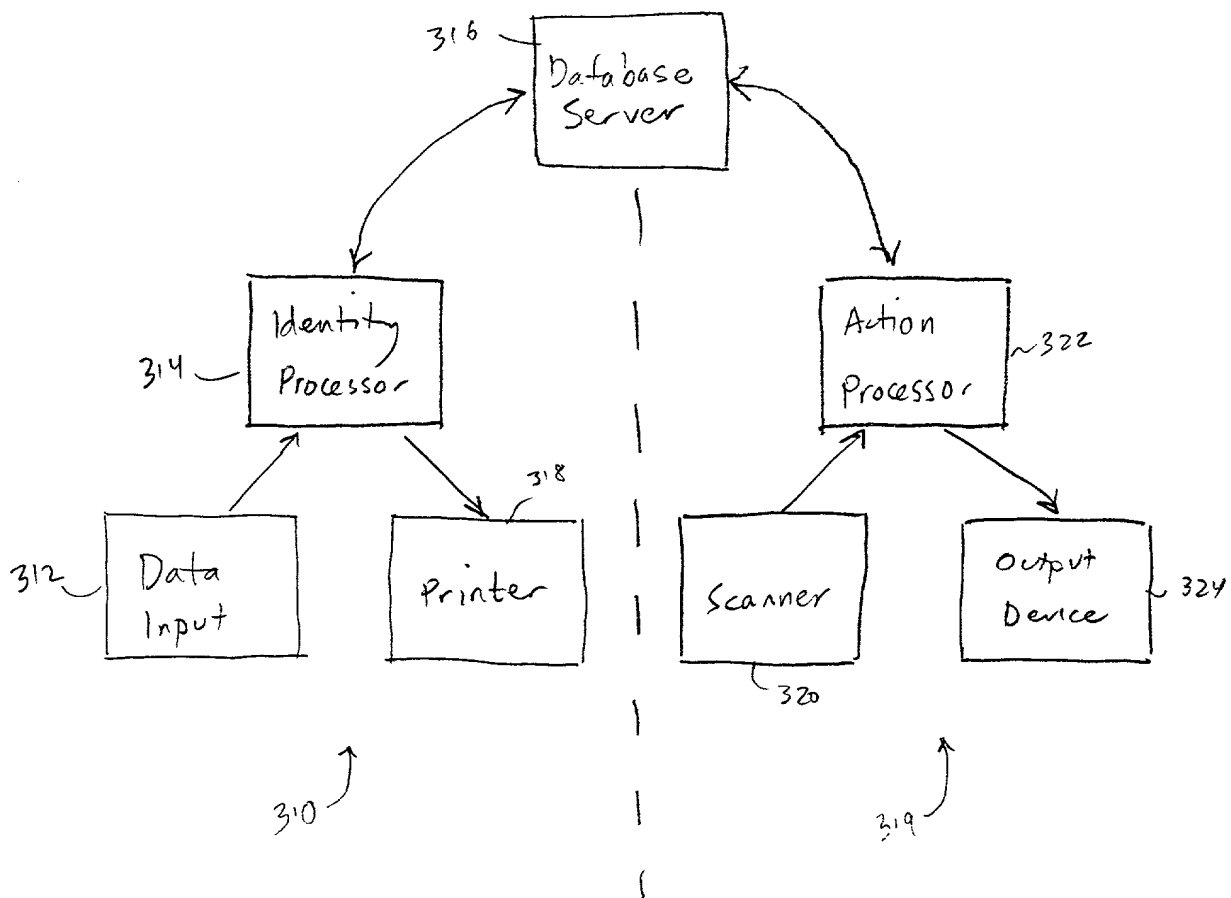 316
Database
Server
Identity
Processor
314
Action
Processor
322
318
312
Data
Input
Printer
Scanner
Output
Device
324
320
310
319